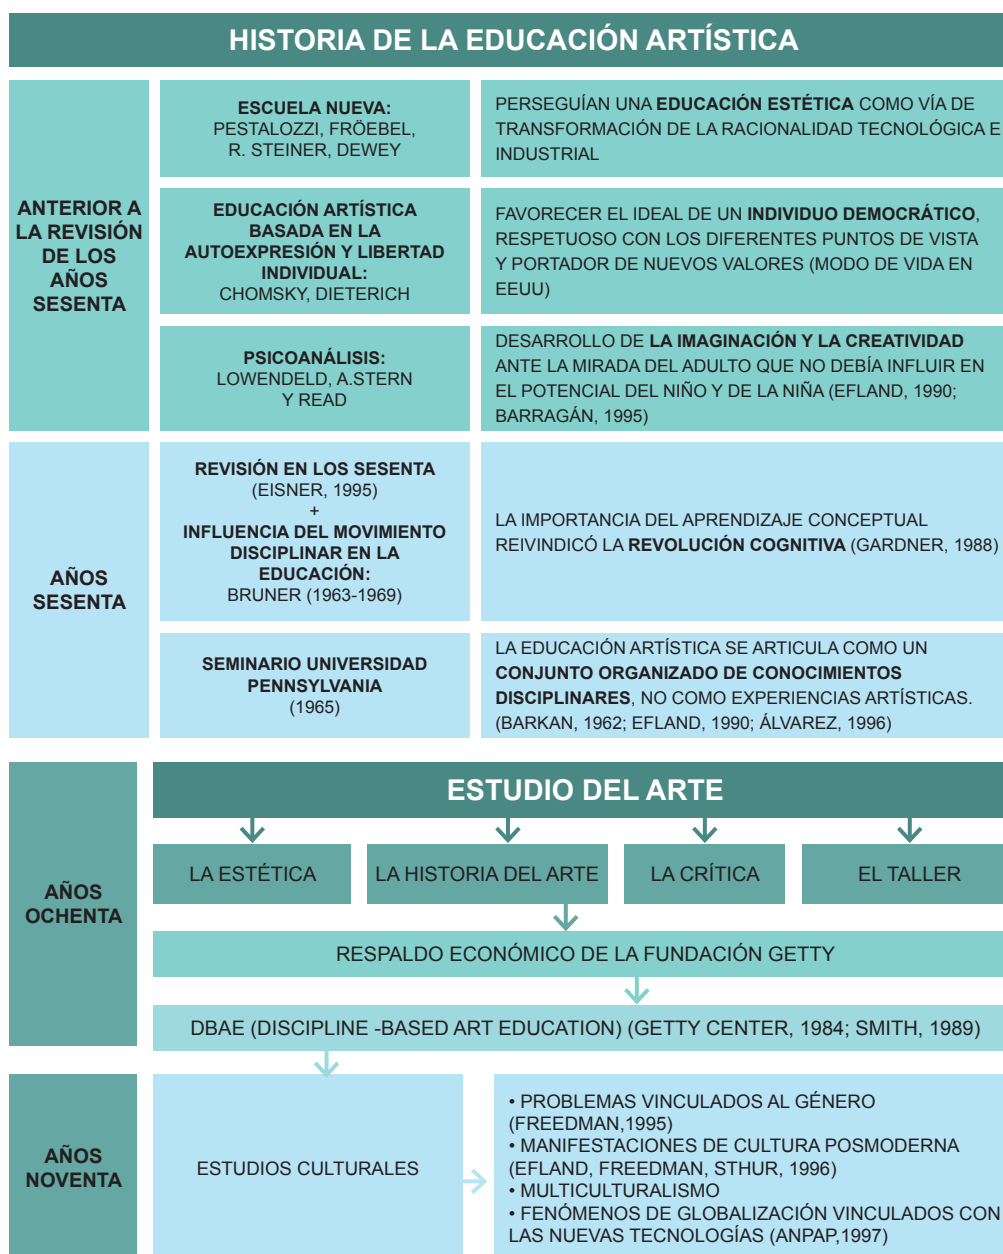 HISTORIA DE LA EDUCACIÓN ARTÍSTICA
ANTERIOR A
LA REVISIÓN
DE LOS
AÑOS
SESENTA
ESCUELA NUEVA:
PESTALOZZI, FRÖEBEL,
R. STEINER, DEWEY
PERSEGUÍAN UNA EDUCACIÓN ESTÉTICA COMO VÍA DE
TRANSFORMACIÓN DE LA RACIONALIDAD TECNOLÓGICA E
INDUSTRIAL
EDUCACIÓN ARTÍSTICA
BASADA EN LA
AUTOEXPRESIÓN Y LIBERTAD
INDIVIDUAL:
CHOMSKY, DIETERICH
FAVORECER EL IDEAL DE UN INDIVIDUO DEMOCRÁTICO,
RESPETUOSO CON LOS DIFERENTES PUNTOS DE VISTA
Y PORTADOR DE NUEVOS VALORES (MODO DE VIDA EN
EEUU)
PSICOANÁLISIS:
LOWENDELD, A.STERN
Y READ
DESARROLLO DE LA IMAGINACIÓN Y LA CREATIVIDAD
ANTE LA MIRADA DEL ADULTO QUE NO DEBÍA INFLUIR EN
EL POTENCIAL DEL NIÑO Y DE LA NIÑA (EFLAND, 1990;
BARRAGÁN, 1995)
AÑOS
SESENTA
REVISIÓN EN LOS SESENTA
(EISNER, 1995)
+
INFLUENCIA DEL MOVIMIENTO
DISCIPLINAR EN LA
EDUCACIÓN:
BRUNER (1963-1969)
LA IMPORTANCIA DEL APRENDIZAJE CONCEPTUAL
REIVINDICÓ LA REVOLUCIÓN COGNITIVA (GARDNER, 1988)
SEMINARIO UNIVERSIDAD
PENNSYLVANIA
(1965)
LA EDUCACIÓN ARTÍSTICA SE ARTICULA COMO UN
CONJUNTO ORGANIZADO DE CONOCIMIENTOS
DISCIPLINARES, NO COMO EXPERIENCIAS ARTÍSTICAS.
(BARKAN, 1962; EFLAND, 1990; ÁLVAREZ, 1996)
AÑOS
OCHENTA
ESTUDIO DEL ARTE
LA ESTÉTICA
LA HISTORIA DEL ARTE
LA CRÍTICA
EL TALLER
RESPALDO ECONÓMICO DE LA FUNDACIÓN GETTY
DBAE (DISCIPLINE -BASED ART EDUCATION) (GETTY CENTER, 1984; SMITH, 1989)
AÑOS
NOVENTA
ESTUDIOS CULTURALES
• PROBLEMAS VINCULADOS AL GÉNERO
(FREEDMAN,1995)
• MANIFESTACIONES DE CULTURA POSMODERNA
(EFLAND, FREEDMAN, STHUR, 1996)
• MULTICULTURALISMO
• FENÓMENOS DE GLOBALIZACIÓN VINCULADOS CON
LAS NUEVAS TECNOLOGÍAS (ANPAP,1997)